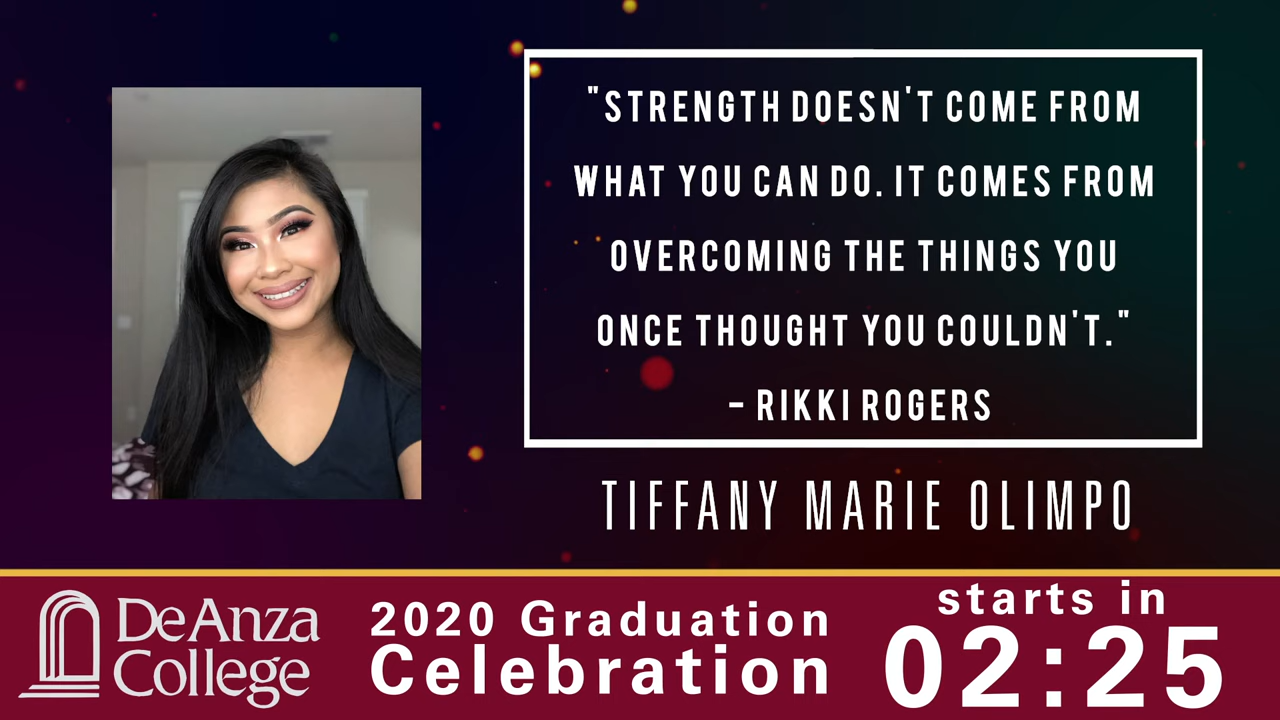 "STRENGTH DOESN'T COME FROM
WHAT YOU CAN DO. IT COMES FROM
OVERCOMING THE THINGS YOU
ONCE THOUGHT YOU COULDN'T."
- RIKKI ROGERS
TIFFANY MARIE OLIMPO
DeAnza
College
2020 Graduation
Celebration
starts in
02:25